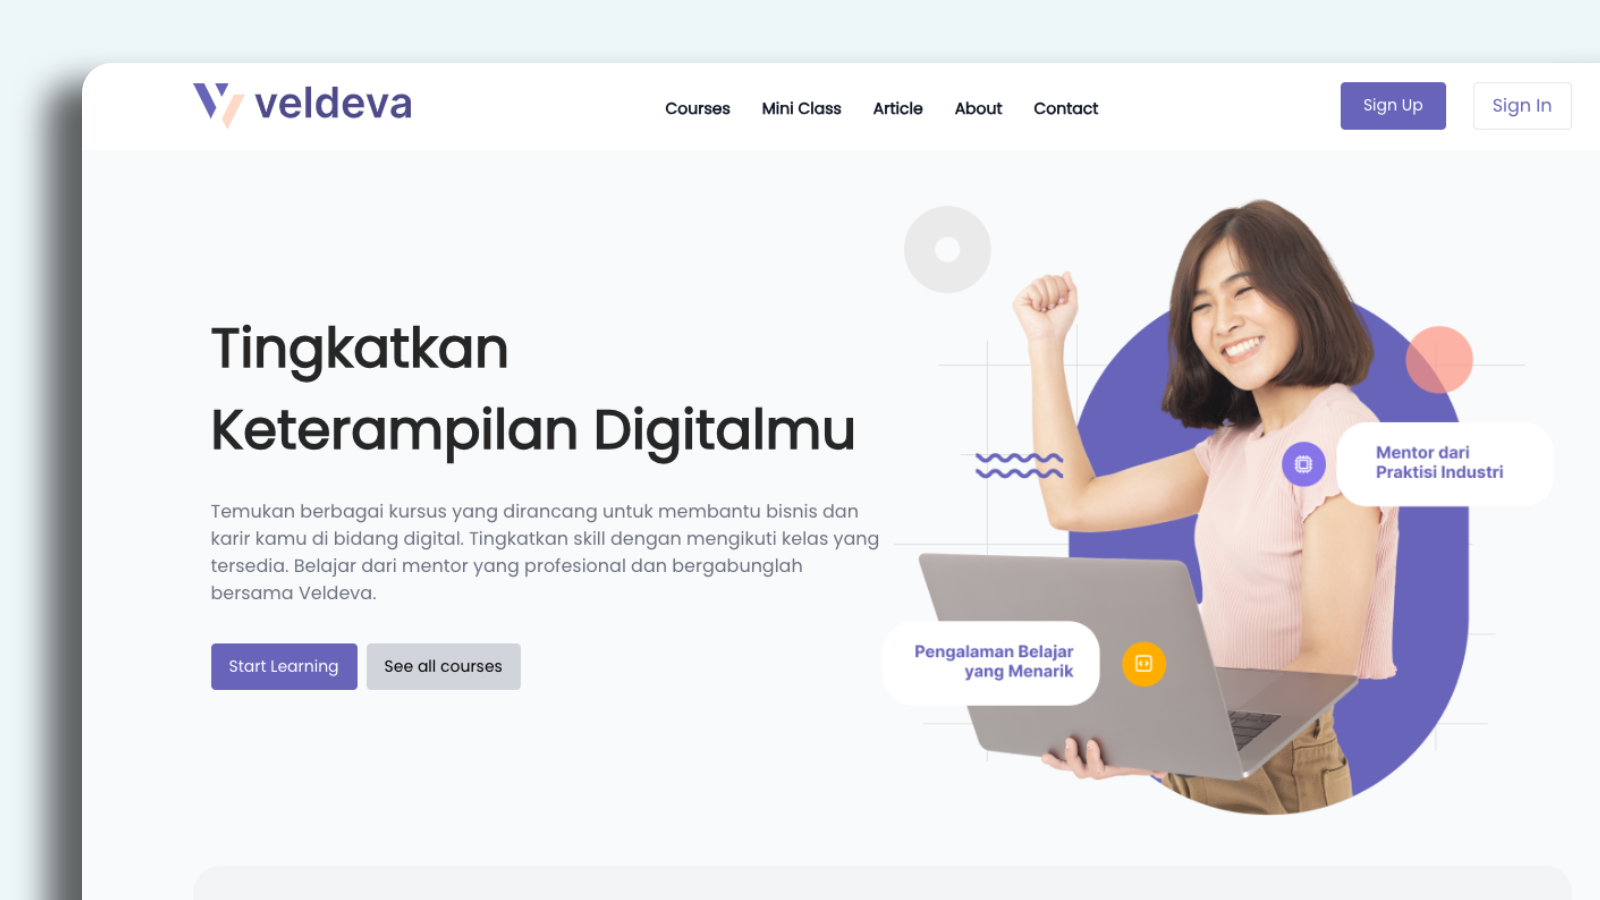 veldeva
Courses
Mini Class
Article
About
Contact
Sign Up
Sign In
Tingkatkan
Keterampilan Digitalmu
Temukan berbagai kursus yang dirancang untuk membantu bisnis dan
karir kamu di bidang digital. Tingkatkan skill dengan mengikuti kelas yang
tersedia. Belajar dari mentor yang profesional dan bergabunglah
bersama Veldeva.
Start Learning
See all courses
Mentor dari
Praktisi Industri
Pengalaman Belajar
yang Menarik